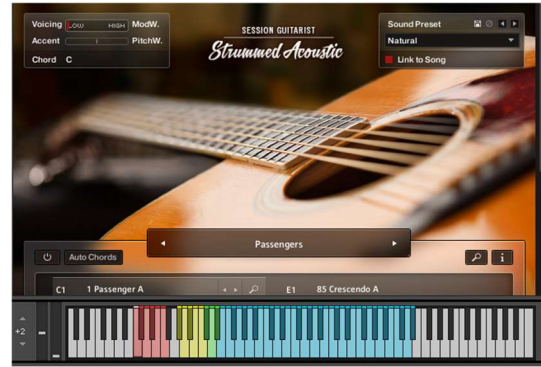 Voicing LOW HIGH ModW.
Accent PitchW.
Chord C
SESSION GUITARIST
Strummed Acoustic
Sound Preset
Natural
Link to Song
Passengers
Auto Chords
i
C1 1 Passenger A
E1 85 Crescendo A
+2